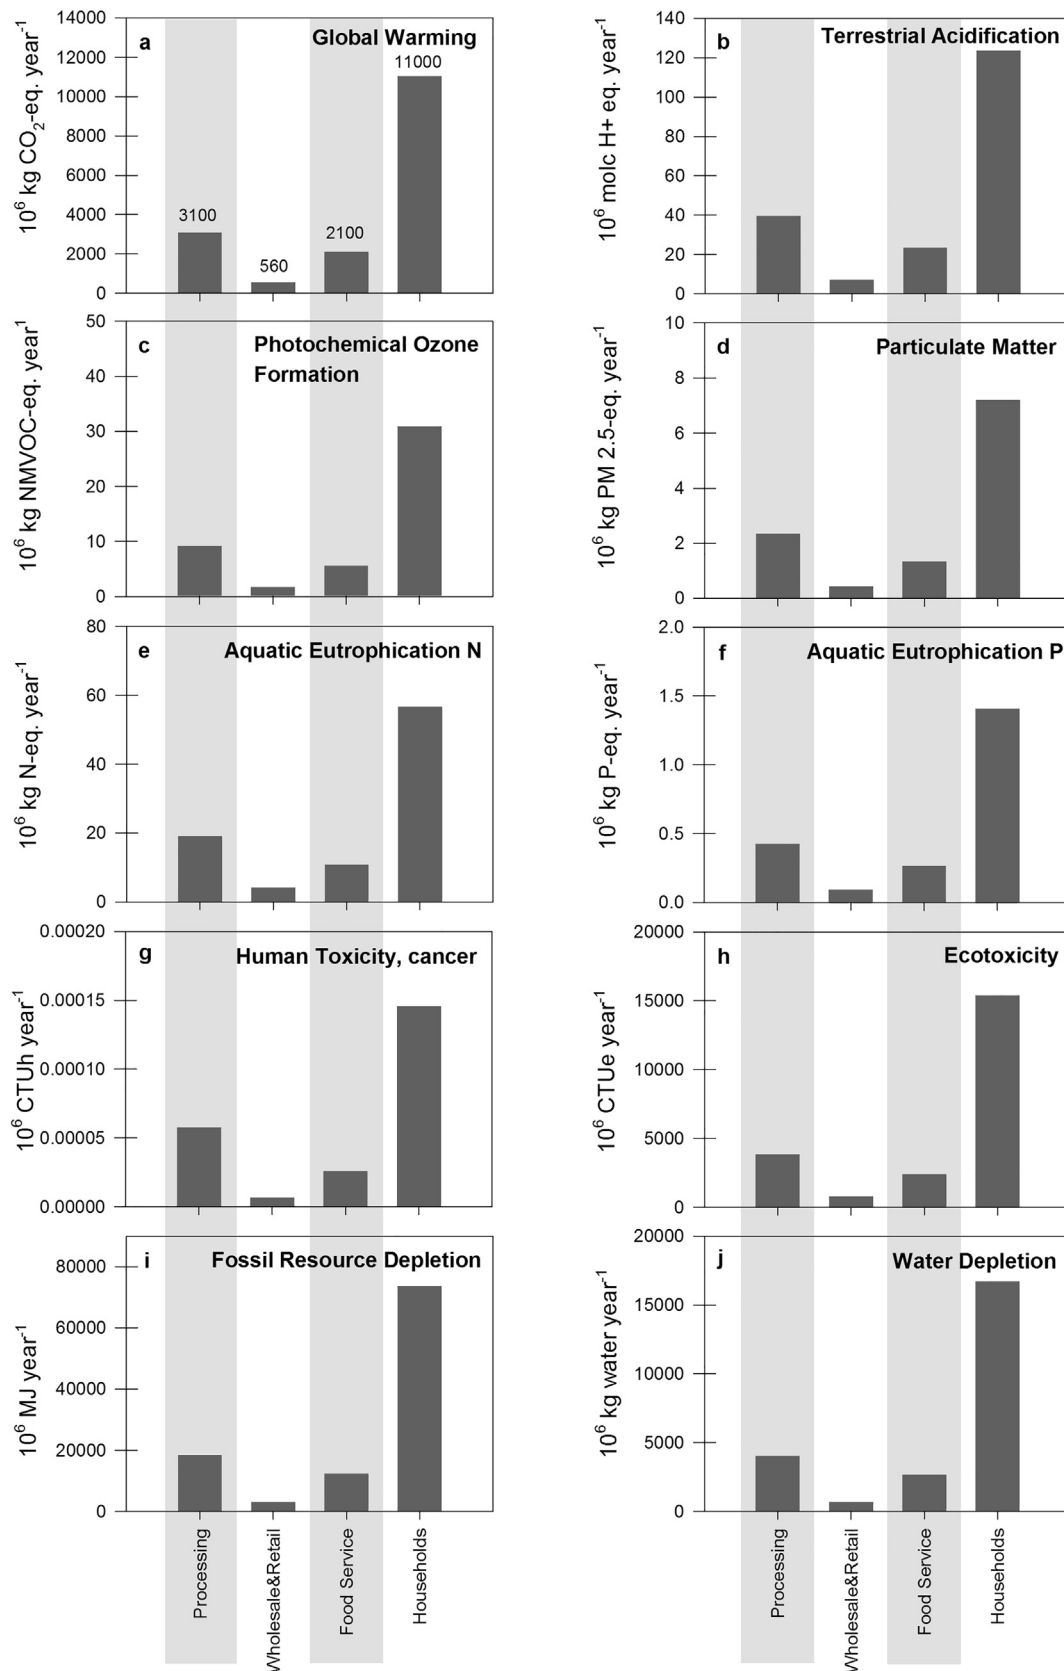 a Global Warming
10⁶ kg CO₂-eq. year⁻¹
14000
12000
10000
8000
6000
4000
2000
0
3100
560
2100
11000
b Terrestrial Acidification
10⁶ molc H+ eq. year⁻¹
140
120
100
80
60
40
20
0
c Photochemical Ozone
Formation
10⁶ kg NMVOC-eq. year¹
50
40
30
20
10
0
d Particulate Matter
10⁶ kg PM 2.5-eq. year¹
10
8
6
4
2
0
e Aquatic Eutrophication N
10⁶ kg N-eq. year⁻¹
80
60
40
20
0
f Aquatic Eutrophication P
10⁶ kg P-eq. year⁻¹
2.0
1.5
1.0
0.5
0.0
g Human Toxicity, cancer
10⁶ CTUh year⁻¹
0.00020
0.00015
0.00010
0.00005
0.00000
h Ecotoxicity
10⁶ CTUe year⁻¹
20000
15000
10000
5000
0
i Fossil Resource Depletion
10⁶ MJ year⁻¹
80000
60000
40000
20000
0
j Water Depletion
10⁶ kg water year⁻¹
20000
15000
10000
5000
0
Processing
Wholesale&Retail
Food Service
Households
Processing
Wholesale&Retail
Food Service
Households